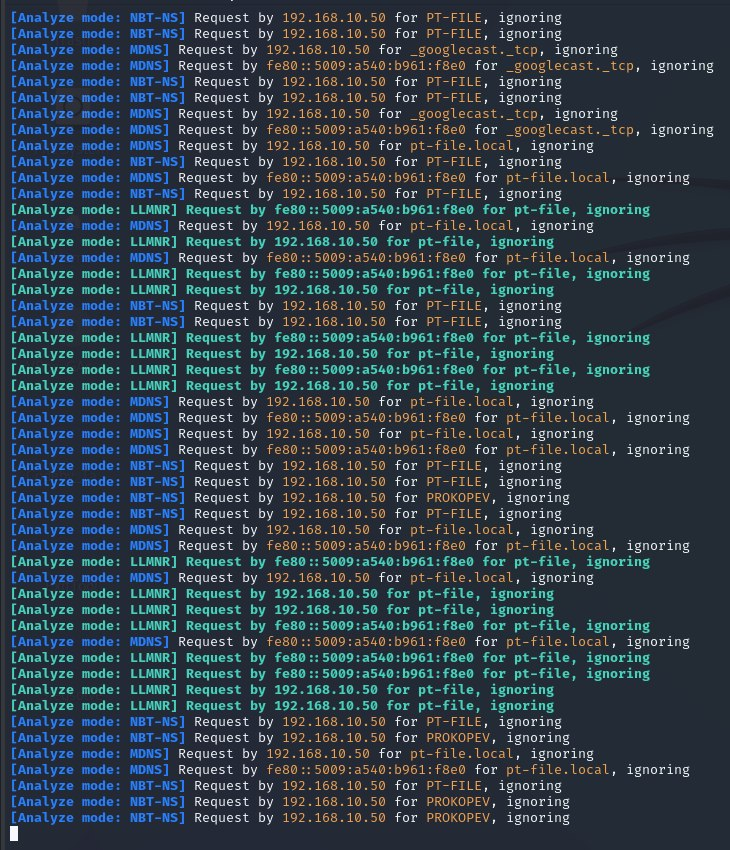 [Analyze mode: NBT-NS] Request by 192.168.10.50 for PT-FILE, ignoring
[Analyze mode: NBT-NS] Request by 192.168.10.50 for PT-FILE, ignoring
[Analyze mode: MDNS] Request by 192.168.10.50 for _googlecast._tcp, ignoring
[Analyze mode: MDNS] Request by fe80::5009:a540:b961:f8e0 for _googlecast._tcp, ignoring
[Analyze mode: NBT-NS] Request by 192.168.10.50 for PT-FILE, ignoring
[Analyze mode: NBT-NS] Request by 192.168.10.50 for PT-FILE, ignoring
[Analyze mode: MDNS] Request by 192.168.10.50 for _googlecast._tcp, ignoring
[Analyze mode: MDNS] Request by fe80::5009:a540:b961:f8e0 for _googlecast._tcp, ignoring
[Analyze mode: MDNS] Request by 192.168.10.50 for pt-file.local, ignoring
[Analyze mode: NBT-NS] Request by 192.168.10.50 for PT-FILE, ignoring
[Analyze mode: MDNS] Request by fe80::5009:a540:b961:f8e0 for pt-file.local, ignoring
[Analyze mode: NBT-NS] Request by 192.168.10.50 for PT-FILE, ignoring
[Analyze mode: LLMNR] Request by fe80::5009:a540:b961:f8e0 for pt-file, ignoring
[Analyze mode: MDNS] Request by 192.168.10.50 for pt-file.local, ignoring
[Analyze mode: LLMNR] Request by 192.168.10.50 for pt-file, ignoring
[Analyze mode: MDNS] Request by fe80::5009:a540:b961:f8e0 for pt-file.local, ignoring
[Analyze mode: LLMNR] Request by fe80::5009:a540:b961:f8e0 for pt-file, ignoring
[Analyze mode: LLMNR] Request by 192.168.10.50 for pt-file, ignoring
[Analyze mode: NBT-NS] Request by 192.168.10.50 for PT-FILE, ignoring
[Analyze mode: NBT-NS] Request by 192.168.10.50 for PT-FILE, ignoring
[Analyze mode: LLMNR] Request by fe80::5009:a540:b961:f8e0 for pt-file, ignoring
[Analyze mode: LLMNR] Request by 192.168.10.50 for pt-file, ignoring
[Analyze mode: LLMNR] Request by fe80::5009:a540:b961:f8e0 for pt-file, ignoring
[Analyze mode: LLMNR] Request by 192.168.10.50 for pt-file, ignoring
[Analyze mode: MDNS] Request by 192.168.10.50 for pt-file.local, ignoring
[Analyze mode: MDNS] Request by fe80::5009:a540:b961:f8e0 for pt-file.local, ignoring
[Analyze mode: MDNS] Request by 192.168.10.50 for pt-file.local, ignoring
[Analyze mode: MDNS] Request by fe80::5009:a540:b961:f8e0 for pt-file.local, ignoring
[Analyze mode: NBT-NS] Request by 192.168.10.50 for PT-FILE, ignoring
[Analyze mode: NBT-NS] Request by 192.168.10.50 for PT-FILE, ignoring
[Analyze mode: NBT-NS] Request by 192.168.10.50 for PROKOPEV, ignoring
[Analyze mode: NBT-NS] Request by 192.168.10.50 for PT-FILE, ignoring
[Analyze mode: MDNS] Request by 192.168.10.50 for pt-file.local, ignoring
[Analyze mode: MDNS] Request by fe80::5009:a540:b961:f8e0 for pt-file.local, ignoring
[Analyze mode: LLMNR] Request by fe80::5009:a540:b961:f8e0 for pt-file, ignoring
[Analyze mode: MDNS] Request by 192.168.10.50 for pt-file.local, ignoring
[Analyze mode: LLMNR] Request by 192.168.10.50 for pt-file, ignoring
[Analyze mode: LLMNR] Request by 192.168.10.50 for pt-file, ignoring
[Analyze mode: LLMNR] Request by fe80::5009:a540:b961:f8e0 for pt-file, ignoring
[Analyze mode: MDNS] Request by fe80::5009:a540:b961:f8e0 for pt-file.local, ignoring
[Analyze mode: LLMNR] Request by fe80::5009:a540:b961:f8e0 for pt-file, ignoring
[Analyze mode: LLMNR] Request by fe80::5009:a540:b961:f8e0 for pt-file, ignoring
[Analyze mode: LLMNR] Request by 192.168.10.50 for pt-file, ignoring
[Analyze mode: LLMNR] Request by 192.168.10.50 for pt-file, ignoring
[Analyze mode: NBT-NS] Request by 192.168.10.50 for PT-FILE, ignoring
[Analyze mode: NBT-NS] Request by 192.168.10.50 for PROKOPEV, ignoring
[Analyze mode: MDNS] Request by 192.168.10.50 for pt-file.local, ignoring
[Analyze mode: MDNS] Request by fe80::5009:a540:b961:f8e0 for pt-file.local, ignoring
[Analyze mode: NBT-NS] Request by 192.168.10.50 for PT-FILE, ignoring
[Analyze mode: NBT-NS] Request by 192.168.10.50 for PROKOPEV, ignoring
[Analyze mode: NBT-NS] Request by 192.168.10.50 for PROKOPEV, ignoring